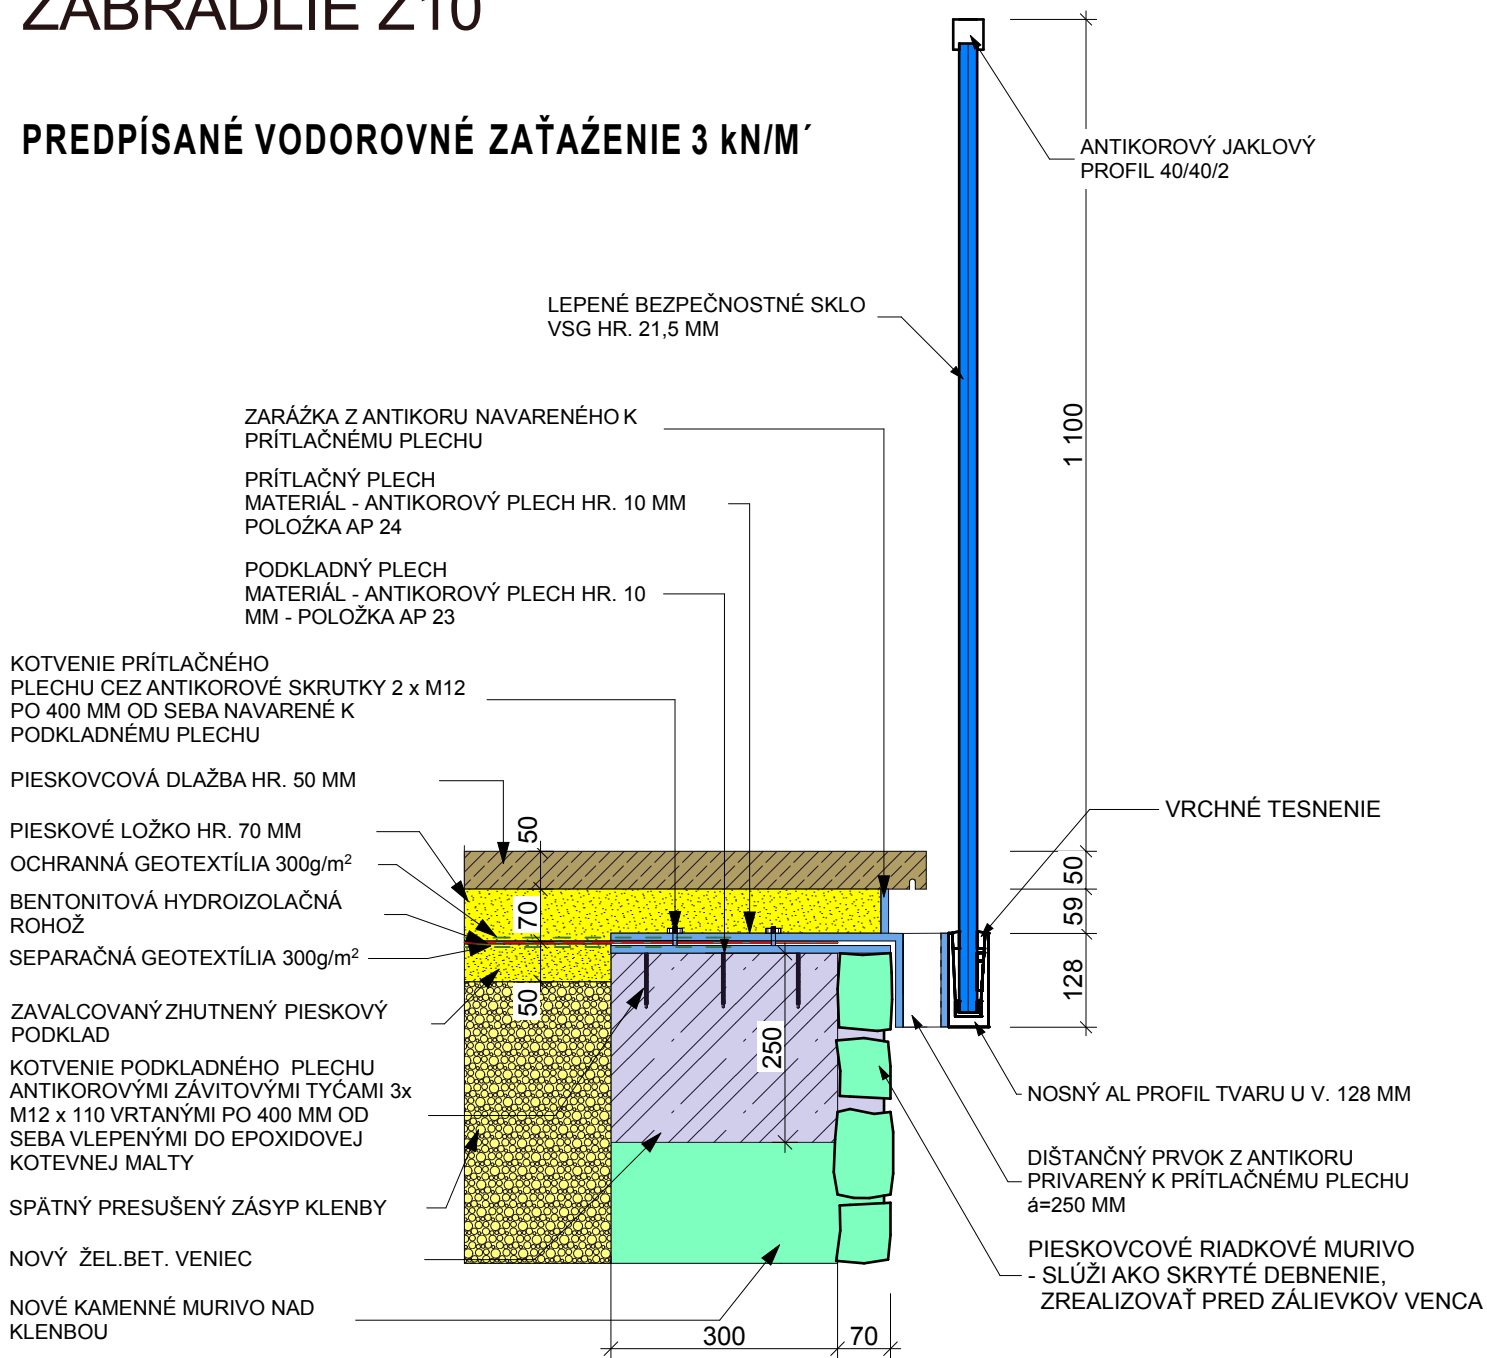 ZÁBRADLIE Z10
PREDPÍSANÉ VODOROVNÉ ZAŤAŹENIE 3 kN/M´
ANTIKOROVÝ JAKLOVÝ
PROFIL 40/40/2
LEPENÉ BEZPEČNOSTNÉ SKLO
VSG HR. 21,5 MM
1 100
ZARÁŹKA Z ANTIKORU NAVARENÉHO K
PRÍTLAČNÉMU PLECHU
PRÍTLAČNÝ PLECH
MATERIÁL - ANTIKOROVÝ PLECH HR. 10 MM
POLOŹKA AP 24
PODKLADNÝ PLECH
MATERIÁL - ANTIKOROVÝ PLECH HR. 10
MM - POLOŽKA AP 23
KOTVENIE PRÍTLAČNÉHO
PLECHU CEZ ANTIKOROVÉ SKRUTKY 2 x M12
PO 400 MM OD SEBA NAVARENÉ K
PODKLADNÉMU PLECHU
PIESKOVCOVÁ DLAŽBA HR. 50 MM
PIESKOVÉ LOŽKO HR. 70 MM
OCHRANNÁ GEOTEXTÍLIA 300g/m²
BENTONITOVÁ HYDROIZOLAČNÁ
ROHOŽ
SEPARAČNÁ GEOTEXTÍLIA 300g/m²
ZAVALCOVANÝ ZHUTNENÝ PIESKOVÝ
PODKLAD
KOTVENIE PODKLADNÉHO PLECHU
ANTIKOROVÝMI ZÁVITOVÝMI TYĆAMI 3x
M12 x 110 VRTANÝMI PO 400 MM OD
SEBA VLEPENÝMI DO EPOXIDOVEJ
KOTEVNEJ MALTY
SPÄTNÝ PRESUŠENÝ ZÁSYP KLENBY
NOVÝ ŽEL.BET. VENIEC
NOVÉ KAMENNÉ MURIVO NAD
KLENBOU
50
70
50
250
300
70
50
59
128
VRCHNÉ TESNENIE
NOSNÝ AL PROFIL TVARU U V. 128 MM
DIŠTANČNÝ PRVOK Z ANTIKORU
PRIVARENÝ K PRÍTLAČNÉMU PLECHU
á=250 MM
PIESKOVCOVÉ RIADKOVÉ MURIVO
- SLÚŽI AKO SKRYTÉ DEBNENIE,
ZREALIZOVAŤ PRED ZÁLIEVKOV VENCA